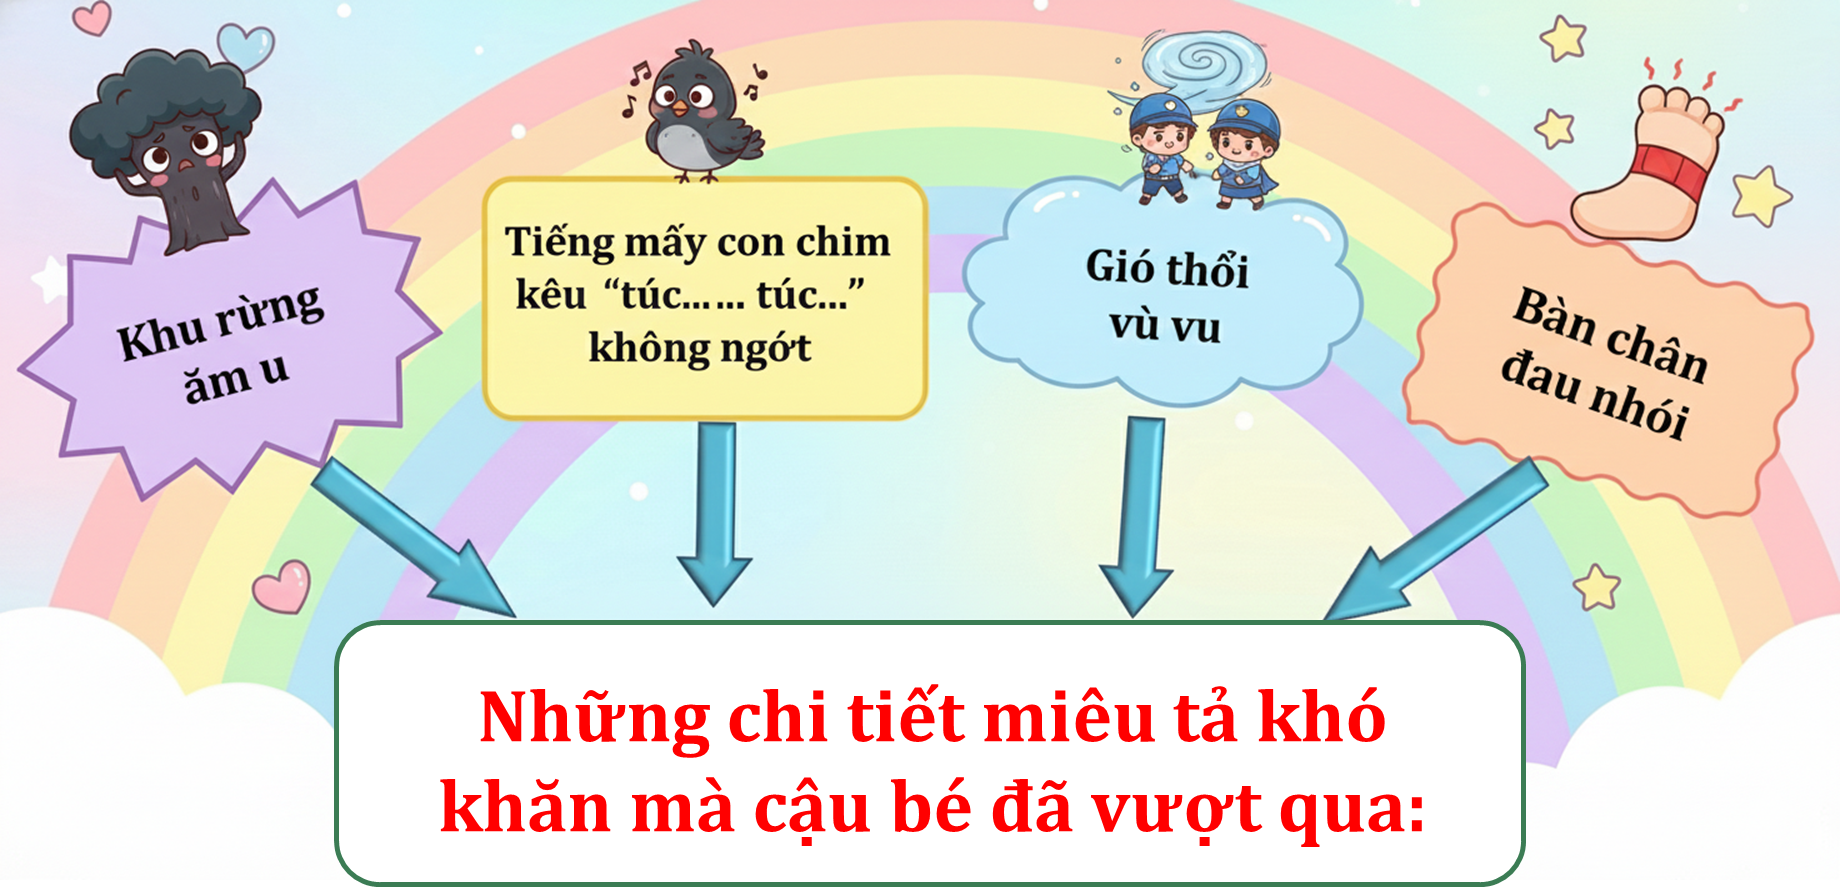 Khu rừng
ăm u
Tiếng mấy con chim
kêu “túc...... túc...”
không ngớt
Gió thổi
vù vu
Bàn chân
đau nhói
Những chi tiết miêu tả khó
khăn mà cậu bé đã vượt qua: